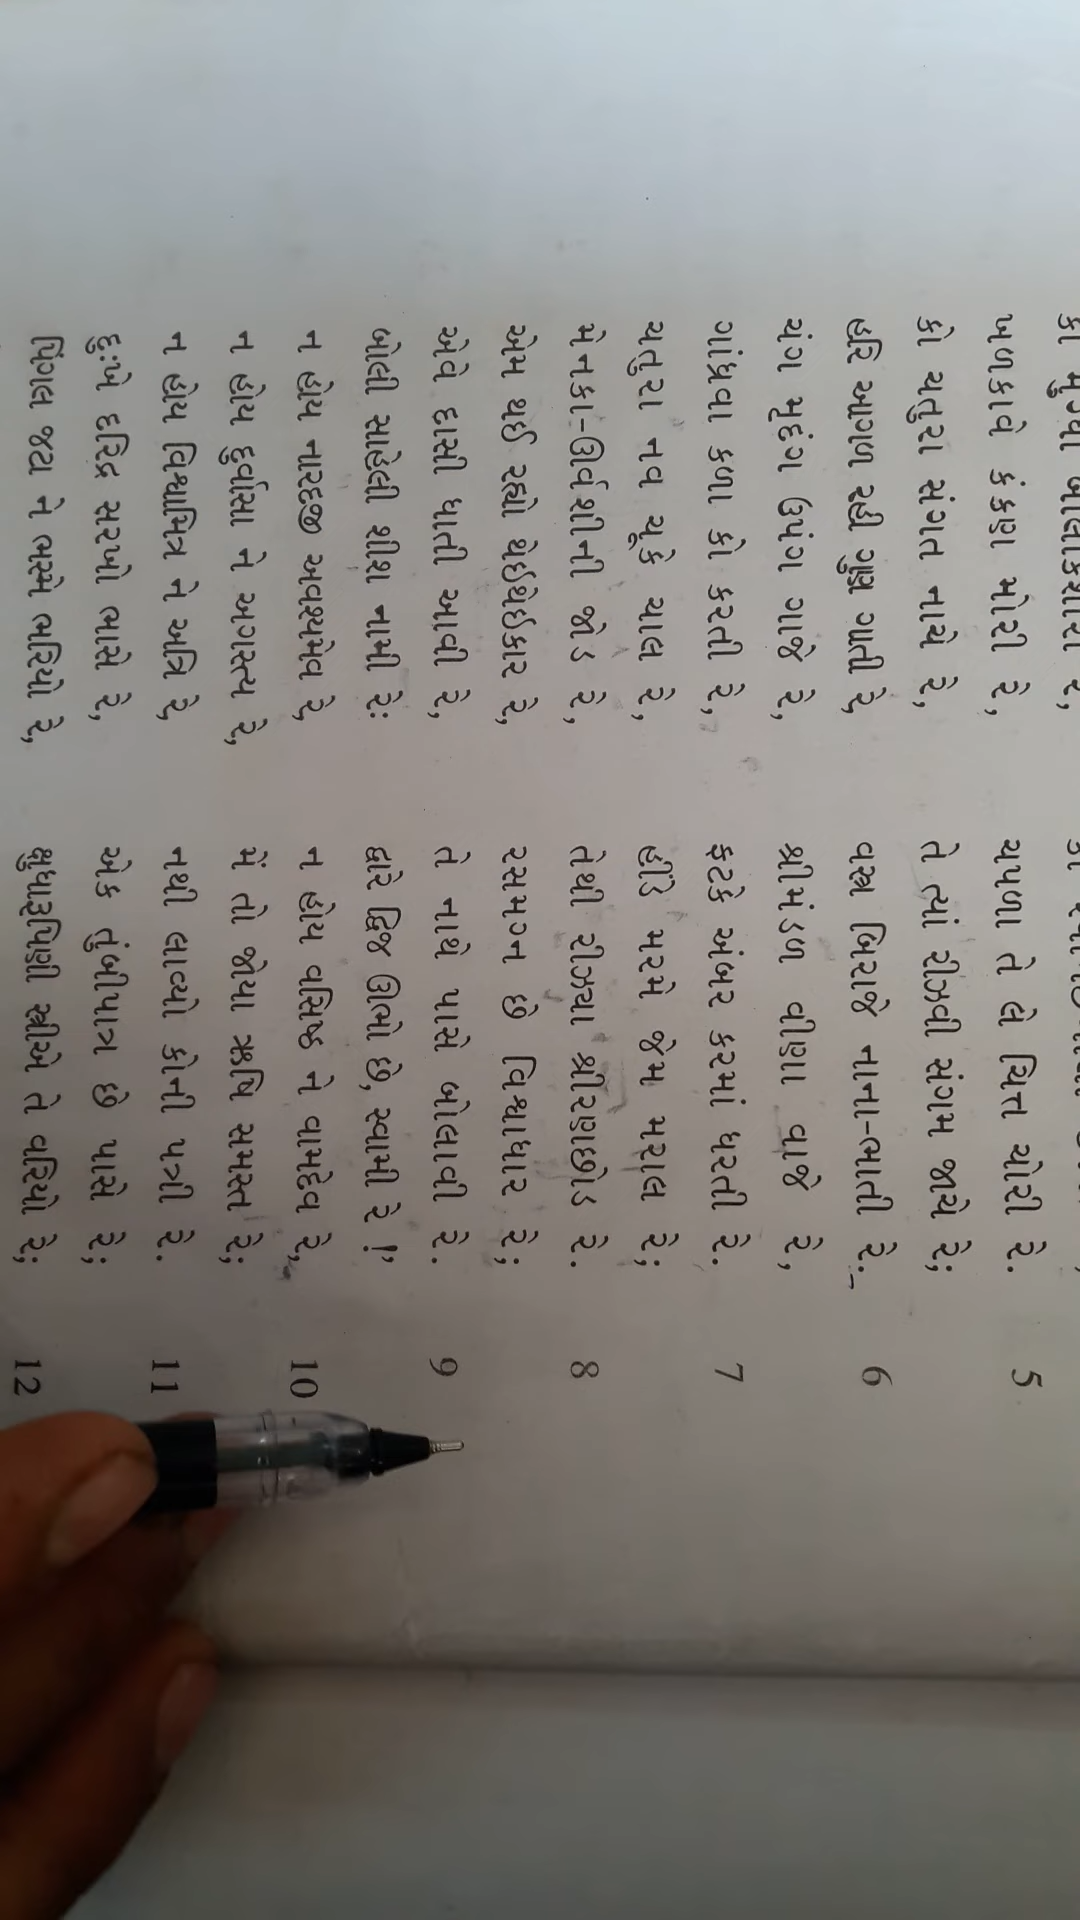 ખળકાવે કંકણ મોરી રે, ચપળા તે લે ચિત્ત ચોરી રે. 5
કો ચતુરા સંગત નાચે રે, તે ત્યાં રીઝવી સંગમ જાચે રે;
હરિ આગળ રહી ગુણ ગાતી રે, વસ્ત્ર બિરાજે નાના-ભાતી રે. 6
ચંગ મૃદંગ ઉપંગ ગાજે રે, શ્રીમંડળ વીણા વાજે રે,
ગાંધ્રવા કળા કો કરતી રે, ફટકે અંબર કરમાં ધરતી રે. 7
ચતુરા નવ ચૂકે ચાલ રે, હીંડે મરમે જેમ મરાલ રે;
મેનકા-ઊર્વશીની જોડ રે, તેથી રીઝ્યા શ્રીરણછોડ રે. 8
એમ થઈ રહ્યો થેઈથેઈકાર રે, રસમગ્ન છે વિશ્વાધાર રે;
એવે દાસી ધાતી આવી રે, તે નાથે પાસે બોલાવી રે. 9
બોલી સાહેલી શીશ નામી રેઃ દ્વારે દ્વિજ ઊભો છે, સ્વામી રે !’
ન હોય નારદજી અવશ્યમેવ રે, ન હોય વસિષ્ઠ ને વામદેવ રે, 10
ન હોય દુર્વાસા ને અગસ્ત્ય રે, મેં તો જોયા ઋષિ સમસ્ત રે;
ન હોય વિશ્વામિત્ર ને અત્રિ રે, નથી લાવ્યો કોની પત્રી રે. 11
દુઃખે દરિદ્ર સરખો ભાસે રે, એક તુંબીપાત્ર છે પાસે રે;
પિંગલ જટા ને ભસ્મે ભરિયો રે, ક્ષુધારૂપિણી સ્ત્રીએ તે વરિયો રે; 12